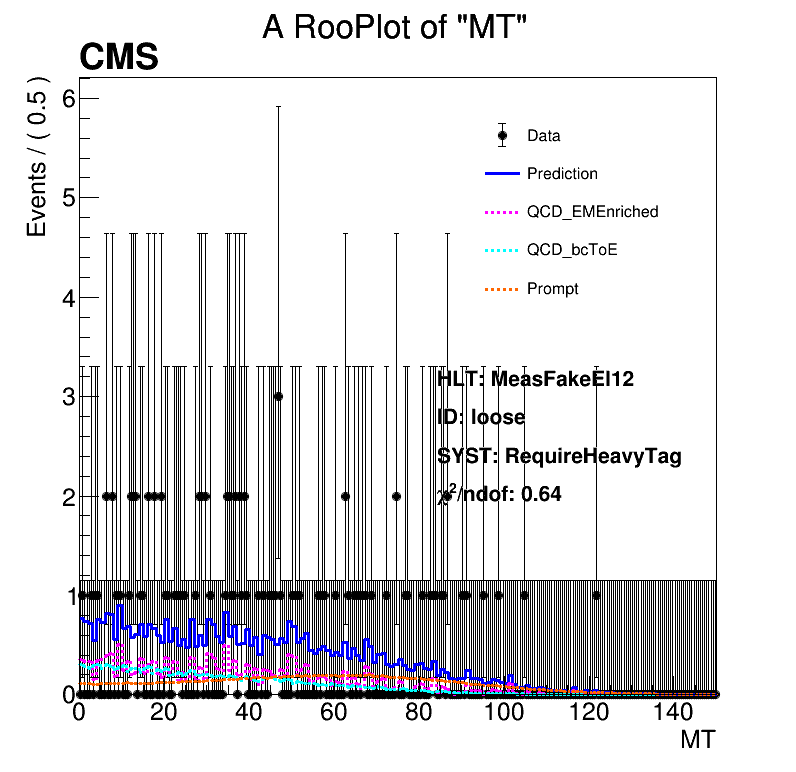 A RooPlot of "MT"
CMS
Events / ( 0.5 )
6
5
4
3
2
1
0
Data
Prediction
QCD_EMEnriched
QCD_bcToE
Prompt
HLT: MeasFakeEl12
ID: loose
SYST: RequireHeavyTag
χ²/ndof: 0.64
0 20 40 60 80 100 120 140
MT